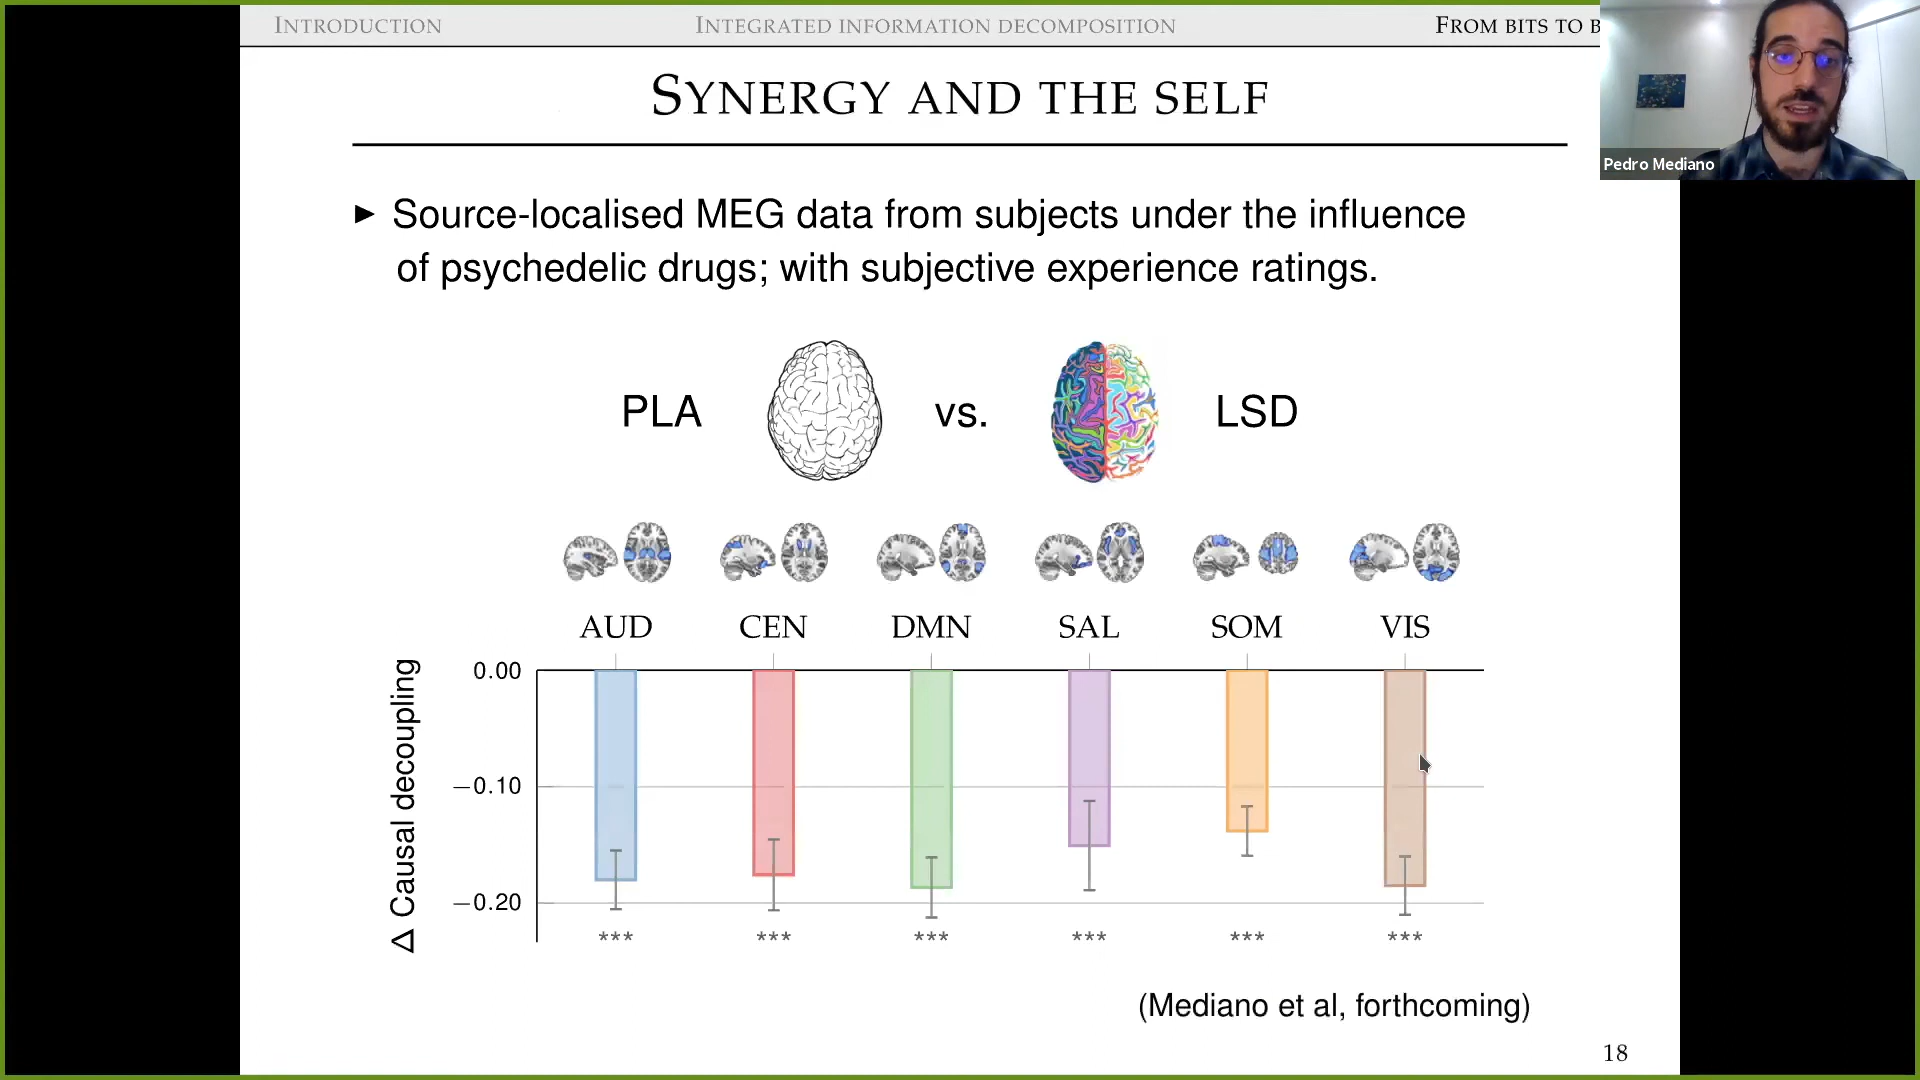 INTRODUCTION
INTEGRATED INFORMATION DECOMPOSITION
FROM BITS TO B
SYNERGY AND THE SELF
Pedro Mediano
► Source-localised MEG data from subjects under the influence
of psychedelic drugs; with subjective experience ratings.
PLA vs. LSD
AUD CEN DMN SAL SOM VIS
Δ Causal decoupling
0.00
−0.10
−0.20
*** *** *** *** *** ***
(Mediano et al, forthcoming)
18